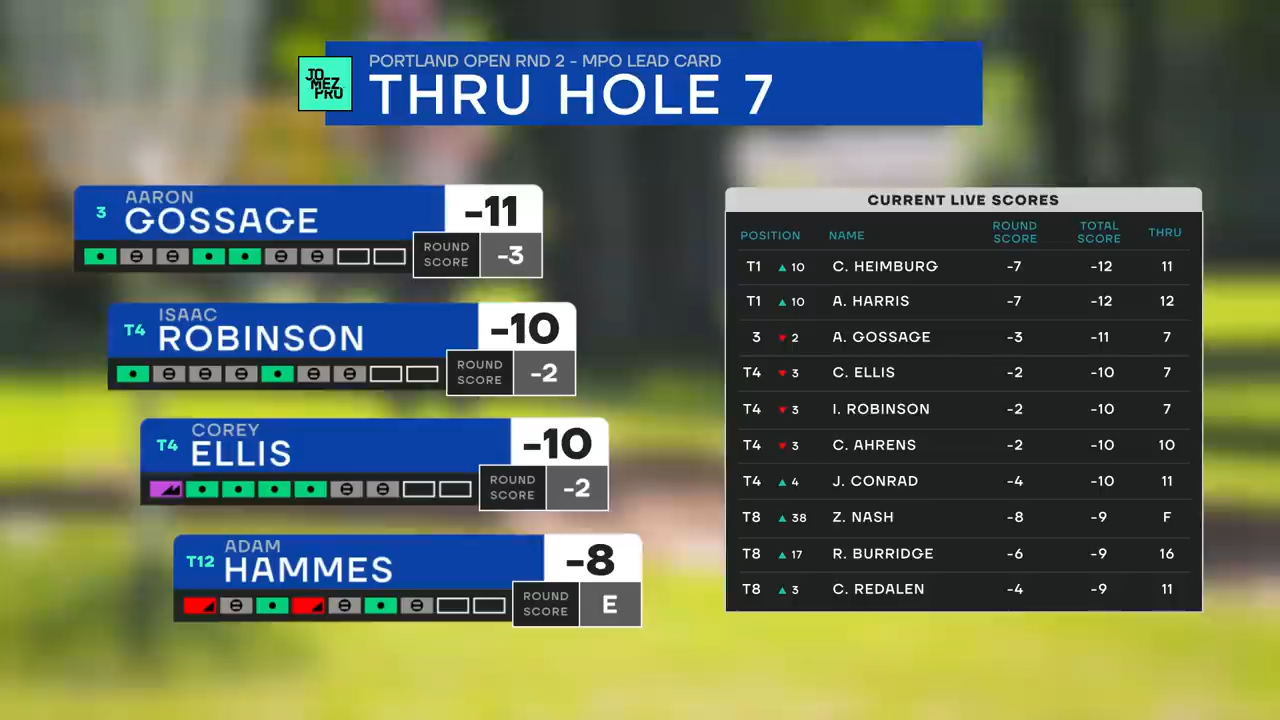 PORTLAND OPEN RND 2 - MPO LEAD CARD
JO
MEZ
PRO
THRU HOLE 7
3
AARON
GOSSAGE
-11
ROUND
SCORE
-3
T4
ISAAC
ROBINSON
-10
ROUND
SCORE
-2
T4
COREY
ELLIS
-10
ROUND
SCORE
-2
T12
ADAM
HAMMES
-8
ROUND
SCORE
E
CURRENT LIVE SCORES
POSITION NAME ROUND SCORE TOTAL SCORE THRU
T1 10 C. HEIMBURG -7 -12 11
T1 10 A. HARRIS -7 -12 12
3 2 A. GOSSAGE -3 -11 7
T4 3 C. ELLIS -2 -10 7
T4 3 I. ROBINSON -2 -10 7
T4 3 C. AHRENS -2 -10 10
T4 4 J. CONRAD -4 -10 11
T8 38 Z. NASH -8 -9 F
T8 17 R. BURRIDGE -6 -9 16
T8 3 C. REDALEN -4 -9 11